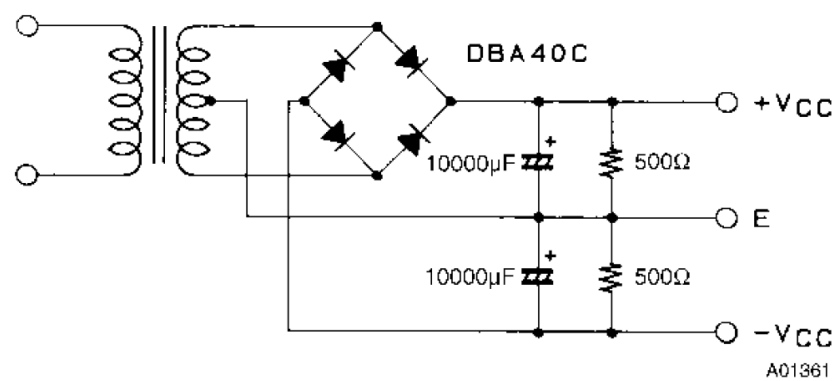 DBA40C
+VCC
10000µF
+
500Ω
E
10000µF
+
500Ω
-VCC
A01361